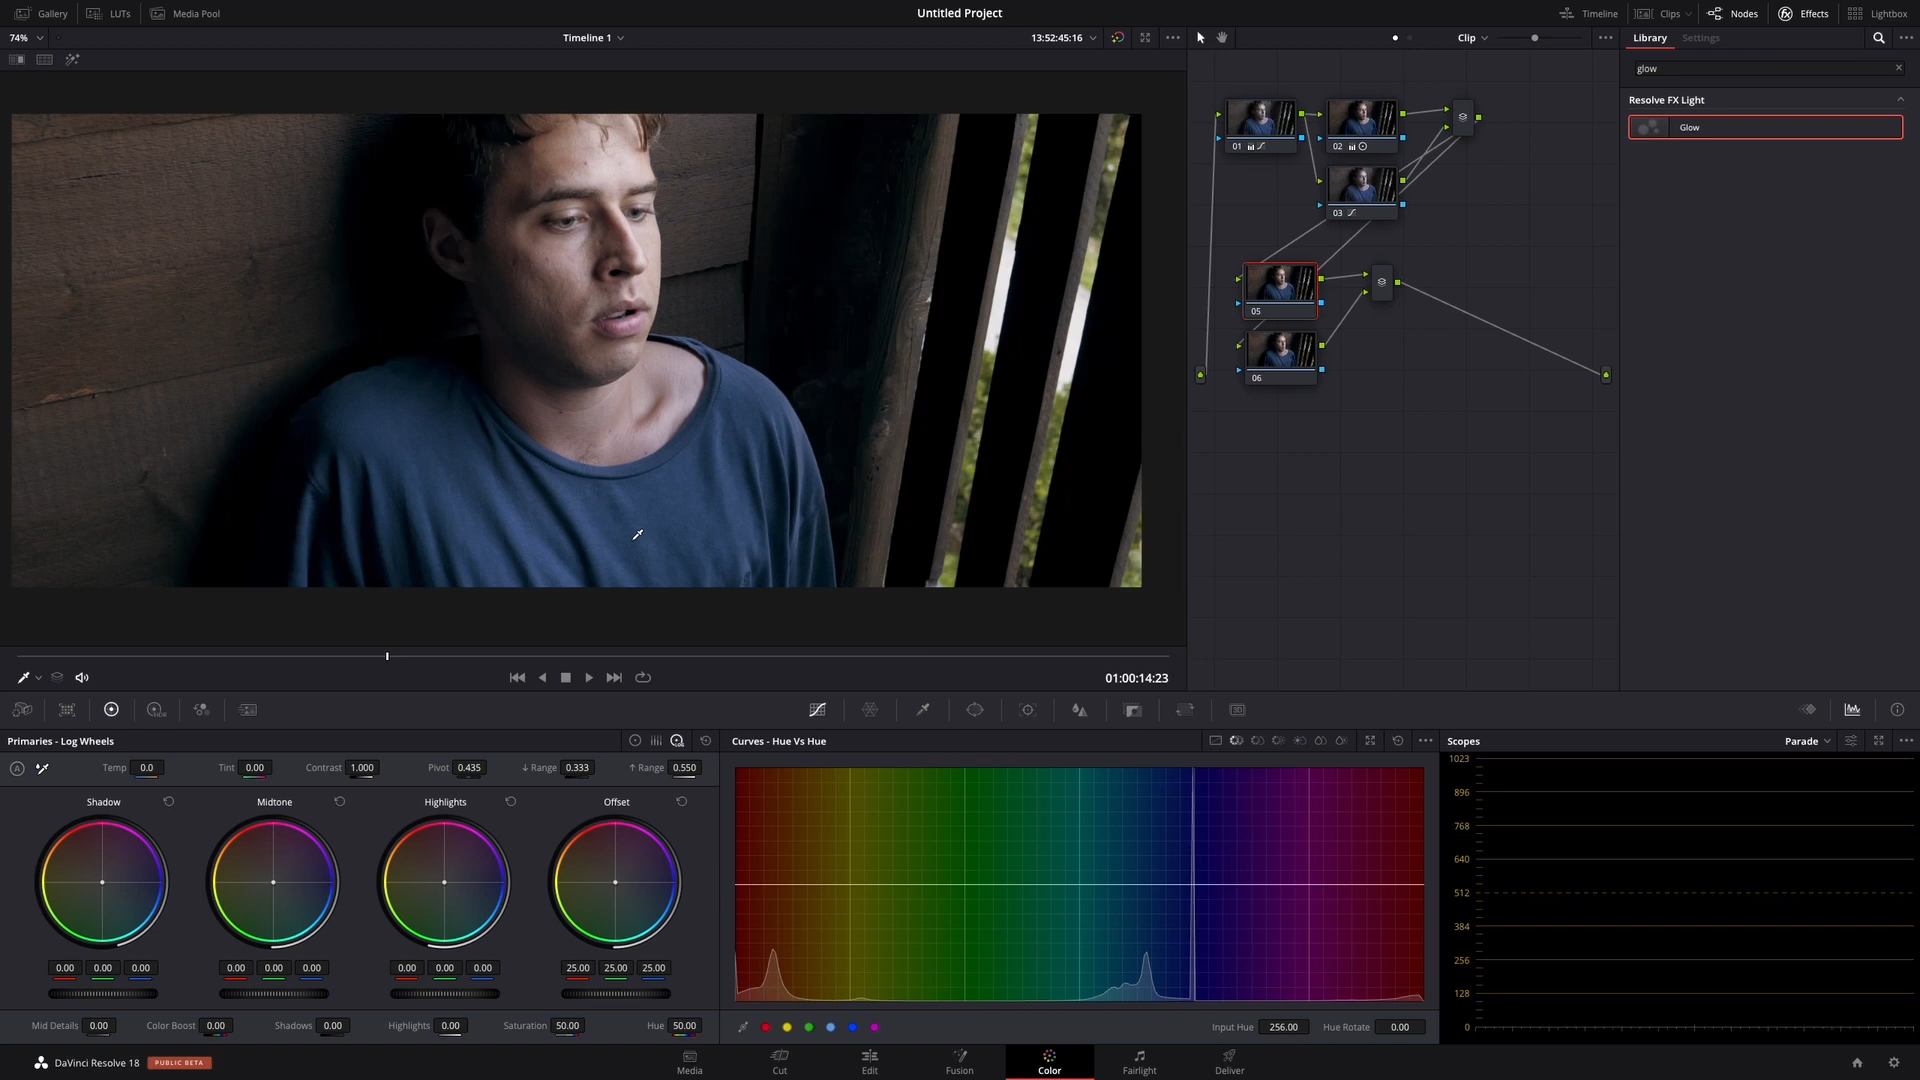 Gallery LUTs Media Pool Untitled Project Timeline Clips Nodes Effects Lightbox
74% Timeline 1 13:52:45:16 Clip Library Settings
glow
Resolve FX Light
Glow
01 02
03
05
06
01:00:14:23
Primaries - Log Wheels Curves - Hue Vs Hue Scopes Parade
Temp 0.0 Tint 0.00 Contrast 1.000 Pivot 0.435 ↓ Range 0.333 ↑ Range 0.550
Shadow Midtone Highlights Offset
0.00 0.00 0.00 0.00 0.00 0.00 0.00 0.00 0.00 25.00 25.00 25.00
Mid Details 0.00 Color Boost 0.00 Shadows 0.00 Highlights 0.00 Saturation 50.00 Hue 50.00
Input Hue 256.00 Hue Rotate 0.00
1023
896
768
640
512
384
256
128
0
DaVinci Resolve 18 PUBLIC BETA
Media Cut Edit Fusion Color Fairlight Deliver